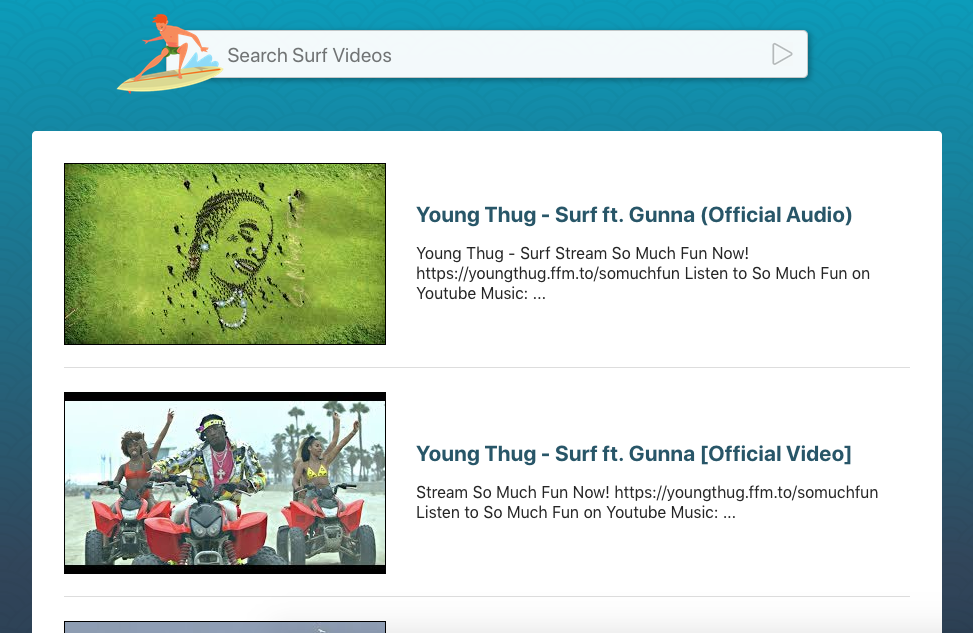 Search Surf Videos
Young Thug - Surf ft. Gunna (Official Audio)
Young Thug - Surf Stream So Much Fun Now!
https://youngthug.ffm.to/somuchfun Listen to So Much Fun on
Youtube Music: ...
Young Thug - Surf ft. Gunna [Official Video]
Stream So Much Fun Now! https://youngthug.ffm.to/somuchfun
Listen to So Much Fun on Youtube Music: ...